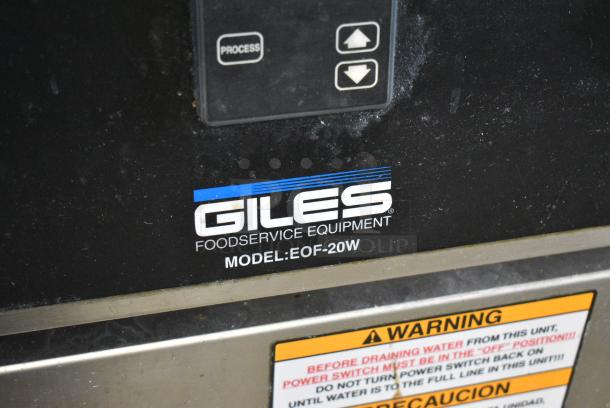 PROCESS
GILES®
FOODSERVICE EQUIPMENT
MODEL:EOF-20W
WARNING
BEFORE DRAINING WATER FROM THIS UNIT,
POWER SWITCH MUST BE IN THE "OFF" POSITION!!!
DO NOT TURN POWER SWITCH BACK ON
UNTIL WATER IS TO THE FULL LINE IN THIS UNIT!!!
PRECAUCION
UNIDAD,